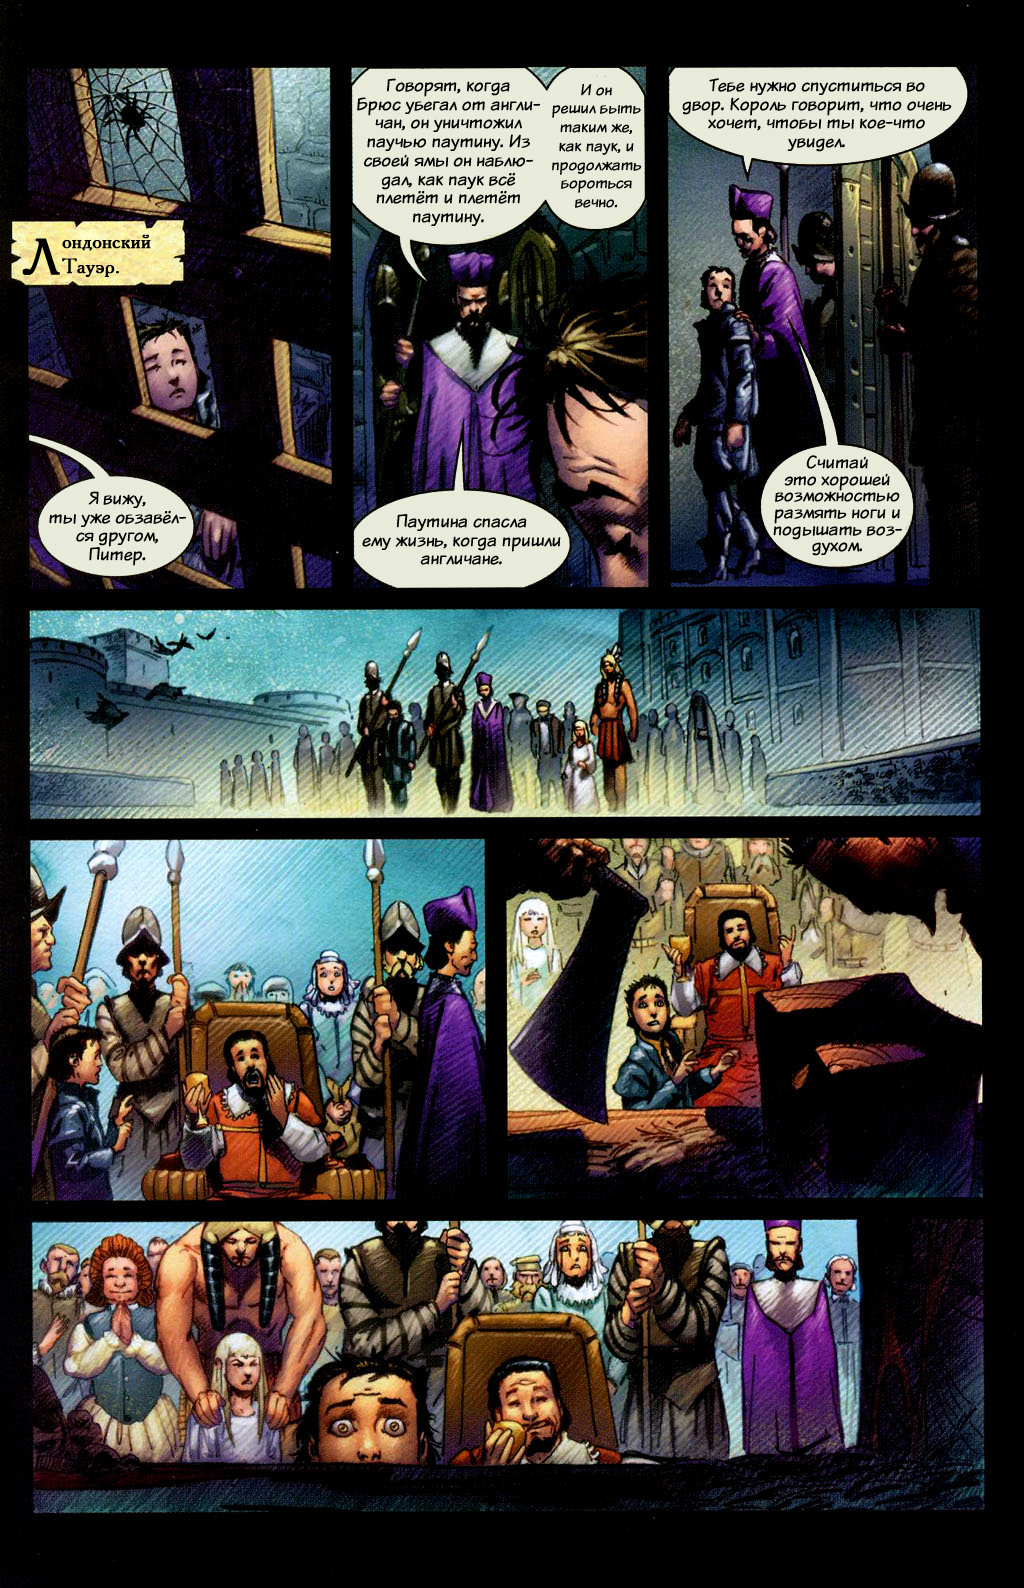 Лондонский
Тауэр.
Я вижу,
ты уже обзавёл-
ся другом,
Питер.
Говорят, когда
Брюс убегал от англи-
чан, он уничтожил
паучью паутину. Из
своей ямы он наблю-
дал, как паук всё
плетёт и плетёт
паутину.
И он
решил быть
таким же,
как паук, и
продолжать
бороться
вечно.
Паутина спасла
ему жизнь, когда пришли
англичане.
Тебе нужно спуститься во
двор. Король говорит, что очень
хочет, чтобы ты кое-что
увидел.
Считай
это хорошей
возможностью
размять ноги и
подышать воз-
духом.